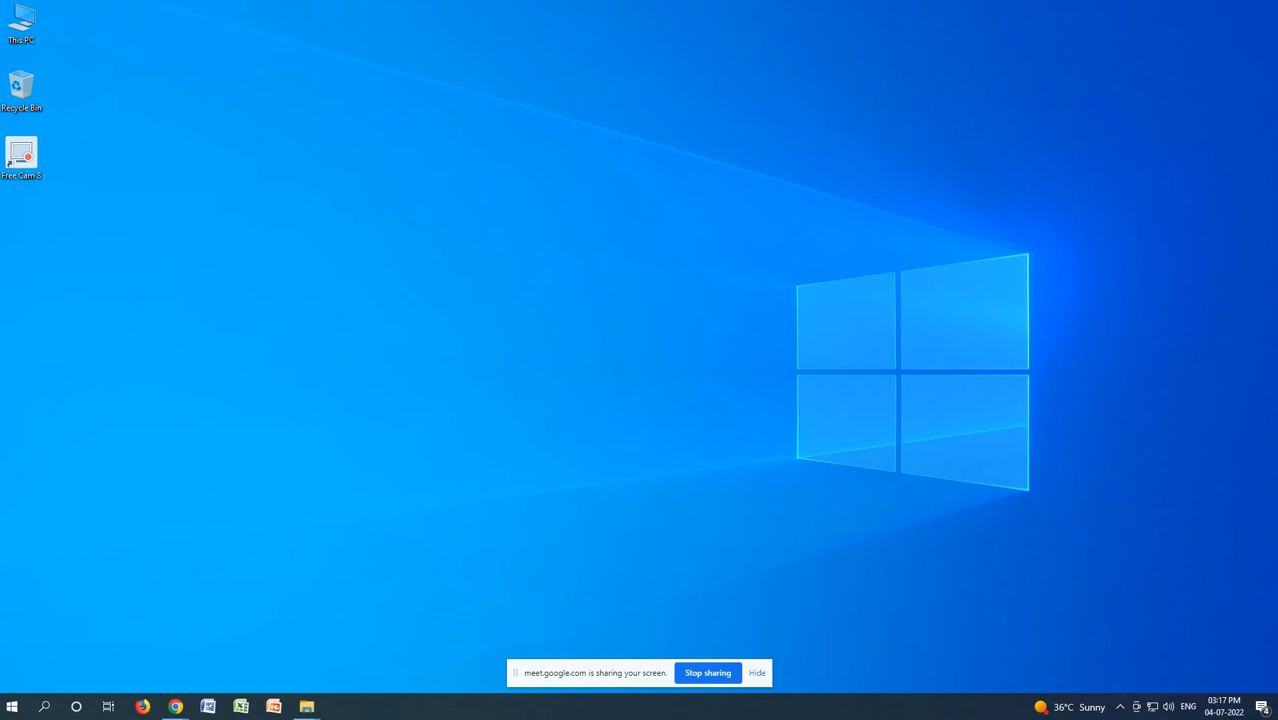 This PC
Recycle Bin
Free Cam 8
meet.google.com is sharing your screen.
Stop sharing
Hide
36°C Sunny
ENG
03:17 PM
04-07-2022
4